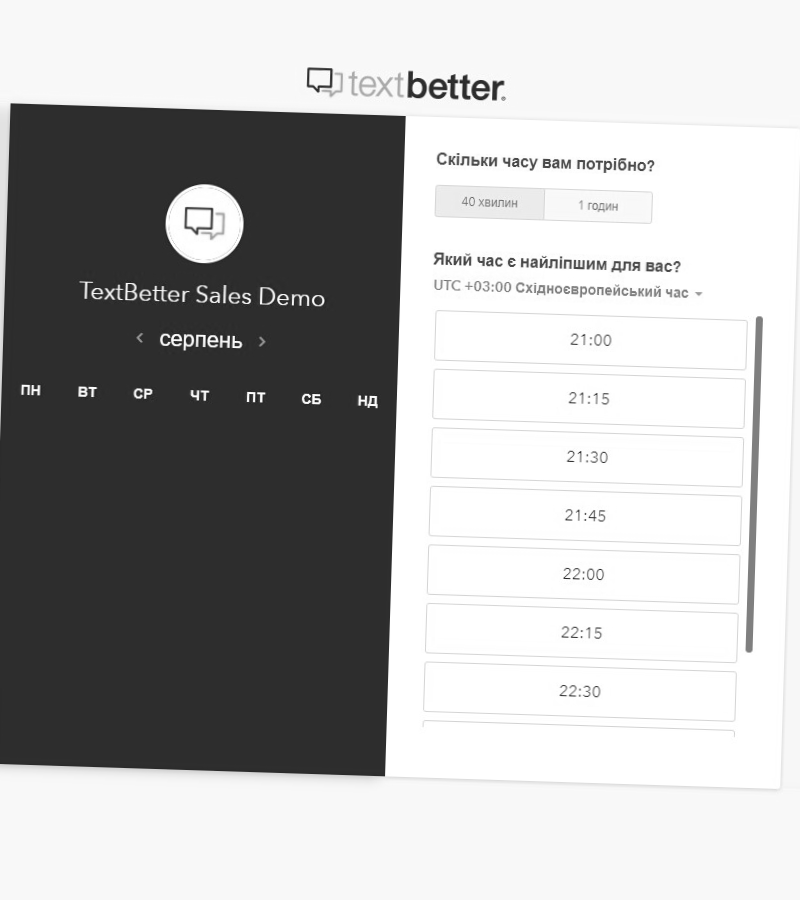 textbetter.
TextBetter Sales Demo
серпень
ПН ВТ СР ЧТ ПТ СБ НД
Скільки часу вам потрібно?
40 хвилин 1 годин
Який час є найліпшим для вас?
UTC +03:00 Східноєвропейський час
21:00
21:15
21:30
21:45
22:00
22:15
22:30